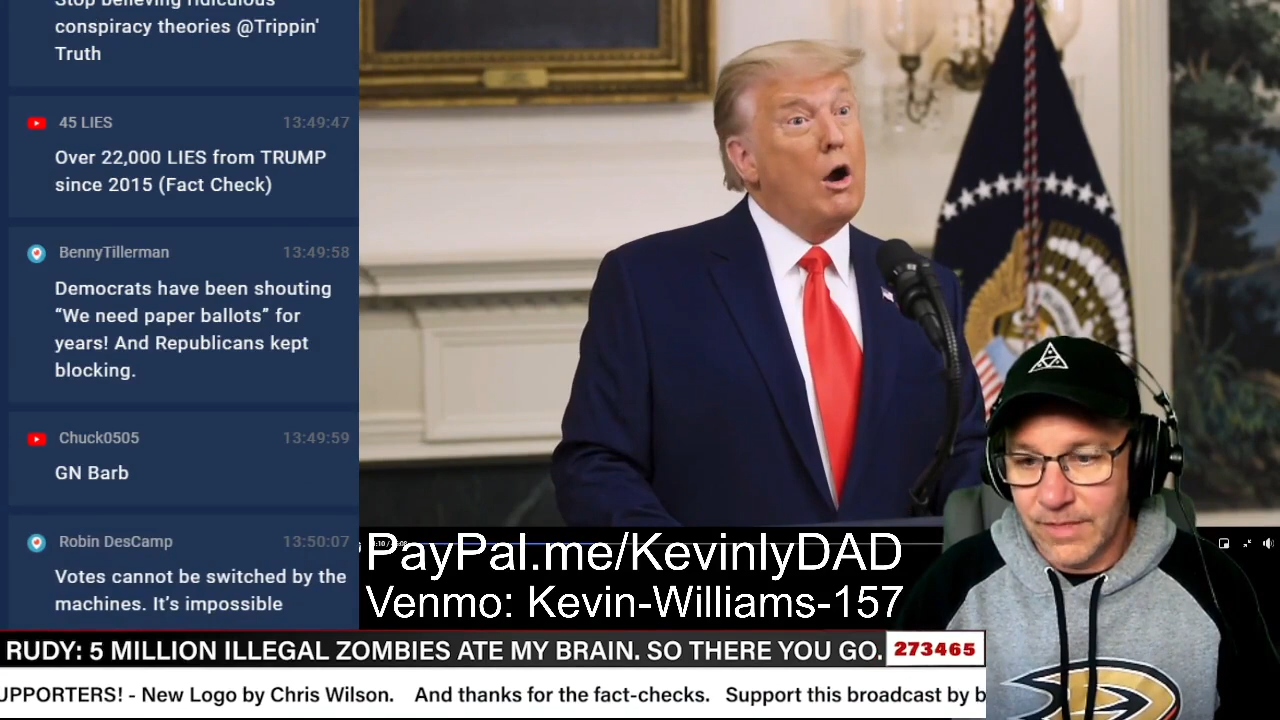 Stop believing ridiculous
conspiracy theories @Trippin'
Truth
45 LIES 13:49:47
Over 22,000 LIES from TRUMP
since 2015 (Fact Check)
BennyTillerman 13:49:58
Democrats have been shouting
“We need paper ballots” for
years! And Republicans kept
blocking.
Chuck0505 13:49:59
GN Barb
Robin DesCamp 13:50:07
Votes cannot be switched by the
machines. It’s impossible
PayPal.me/KevinlyDAD
Venmo: Kevin-Williams-157
RUDY: 5 MILLION ILLEGAL ZOMBIES ATE MY BRAIN. SO THERE YOU GO. 273465
UPPORTERS! - New Logo by Chris Wilson. And thanks for the fact-checks. Support this broadcast by b